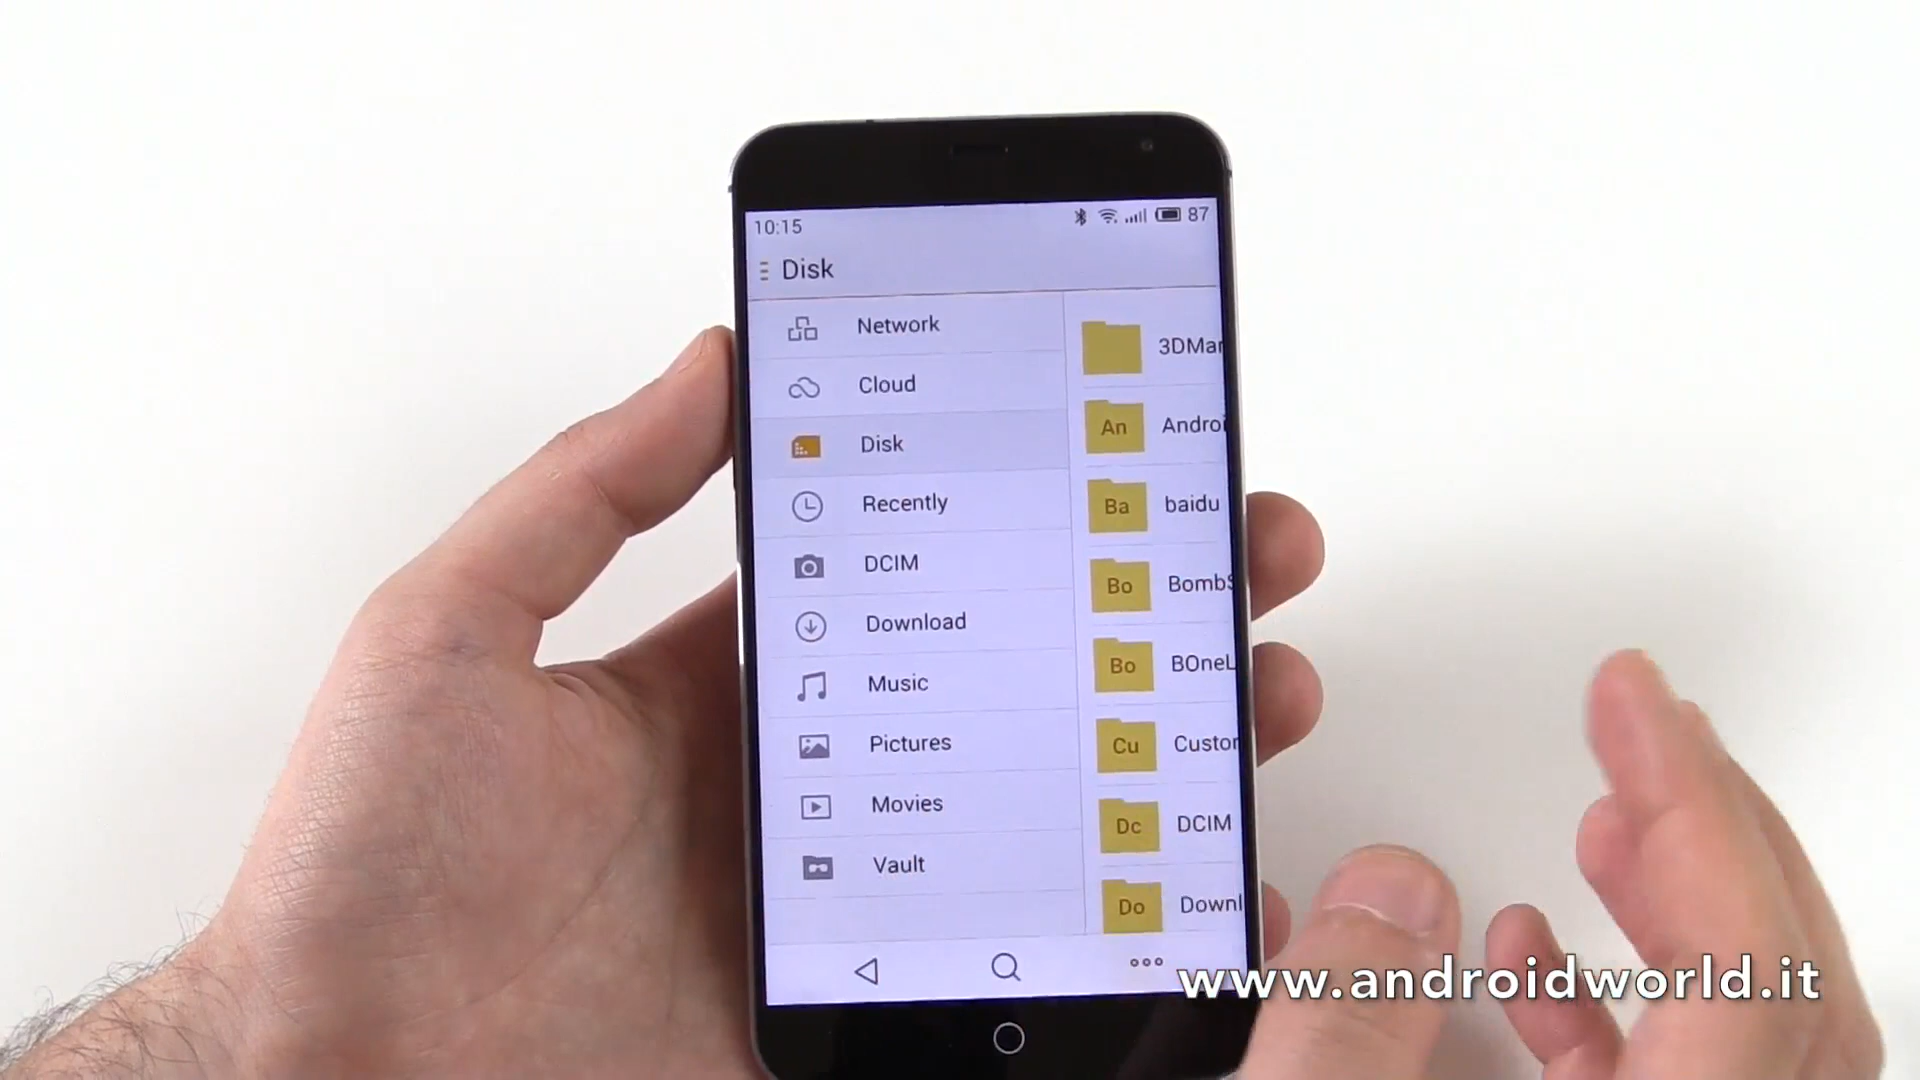 10:15 87
Disk
Network
Cloud
Disk
Recently
DCIM
Download
Music
Pictures
Movies
Vault
3DMar
An Androi
Ba baidu
Bo BombS
Bo BOneL
Cu Custor
Dc DCIM
Do Downl
www.androidworld.it